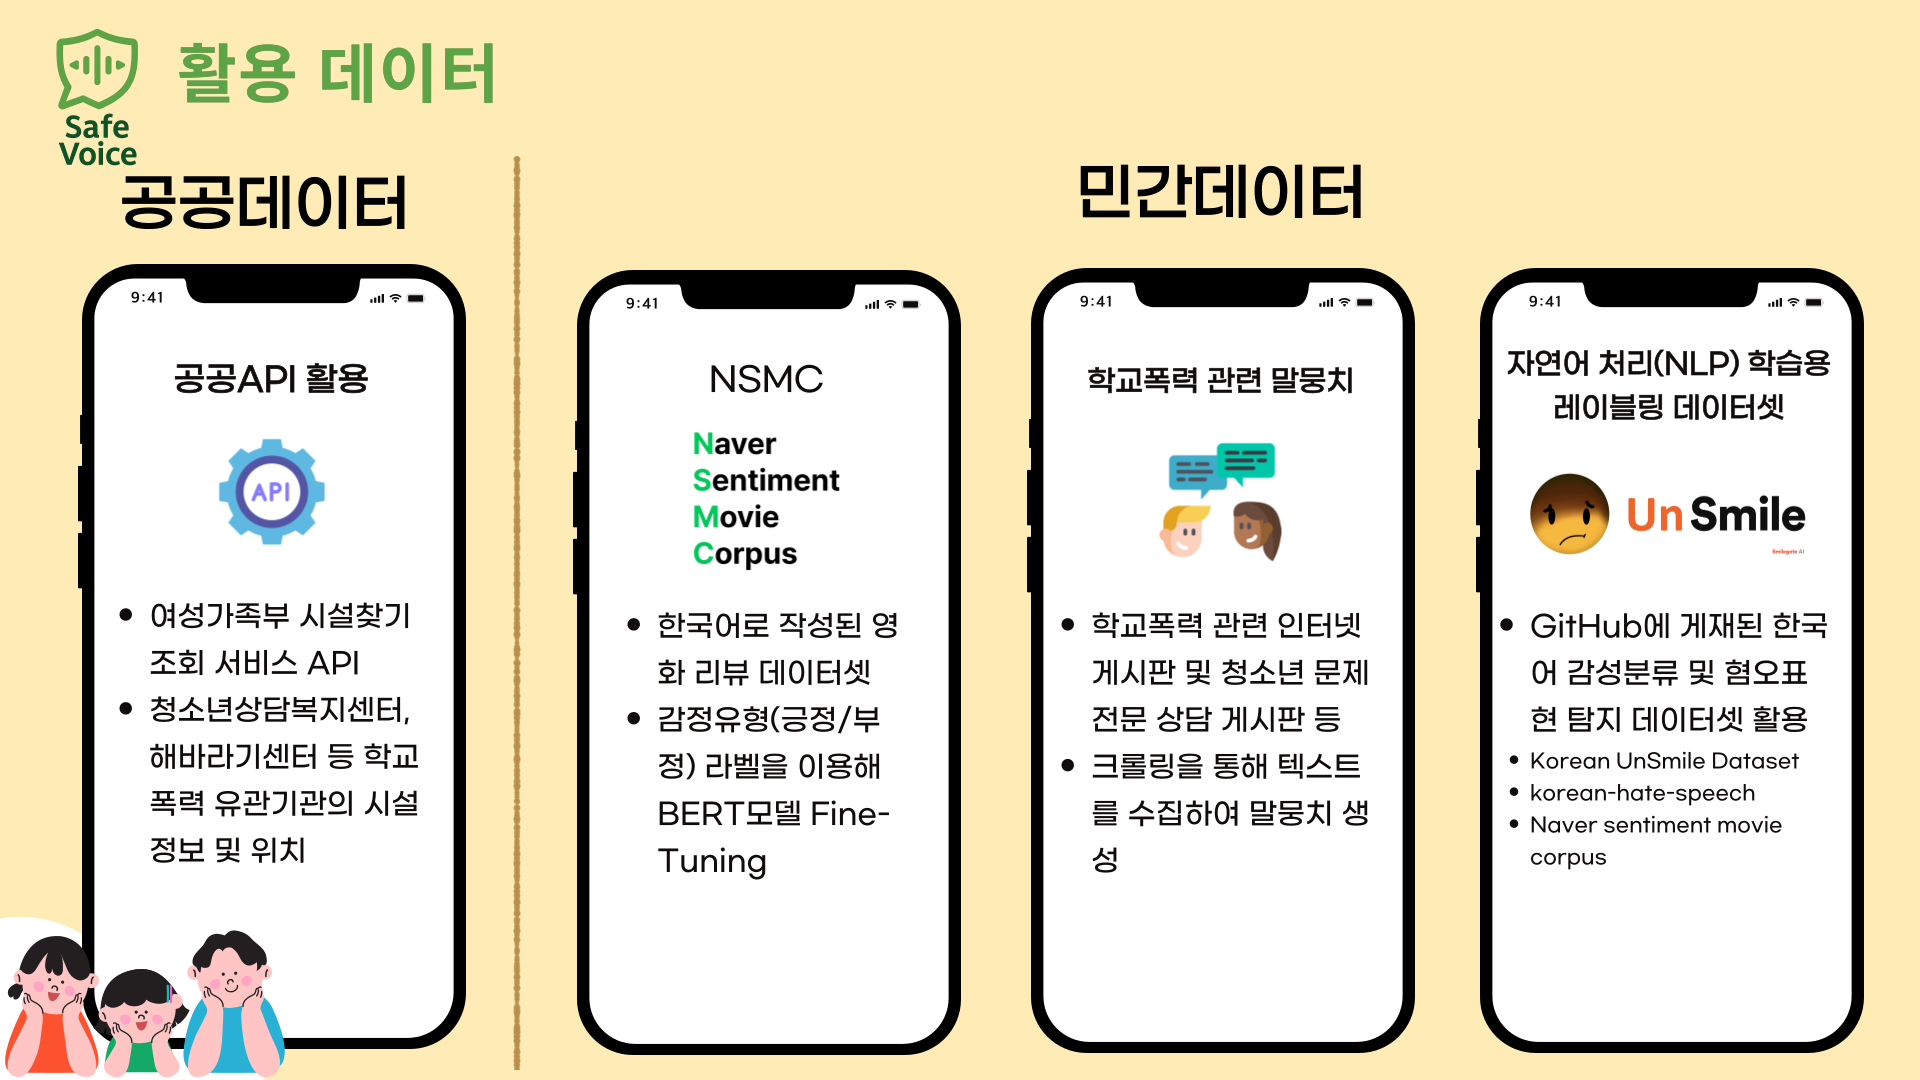 활용 데이터
Safe
Voice
공공데이터
민간데이터
9:41
공공API 활용
API
• 여성가족부 시설찾기
조회 서비스 API
• 청소년상담복지센터,
해바라기센터 등 학교
폭력 유관기관의 시설
정보 및 위치
9:41
NSMC
Naver
Sentiment
Movie
Corpus
• 한국어로 작성된 영
화 리뷰 데이터셋
• 감정유형(긍정/부
정) 라벨을 이용해
BERT모델 Fine-
Tuning
9:41
학교폭력 관련 말뭉치
• 학교폭력 관련 인터넷
게시판 및 청소년 문제
전문 상담 게시판 등
• 크롤링을 통해 텍스트
를 수집하여 말뭉치 생
성
9:41
자연어 처리(NLP) 학습용
레이블링 데이터셋
UnSmile
Smilegate AI
• GitHub에 게재된 한국
어 감성분류 및 혐오표
현 탐지 데이터셋 활용
• Korean UnSmile Dataset
• korean-hate-speech
• Naver sentiment movie
corpus